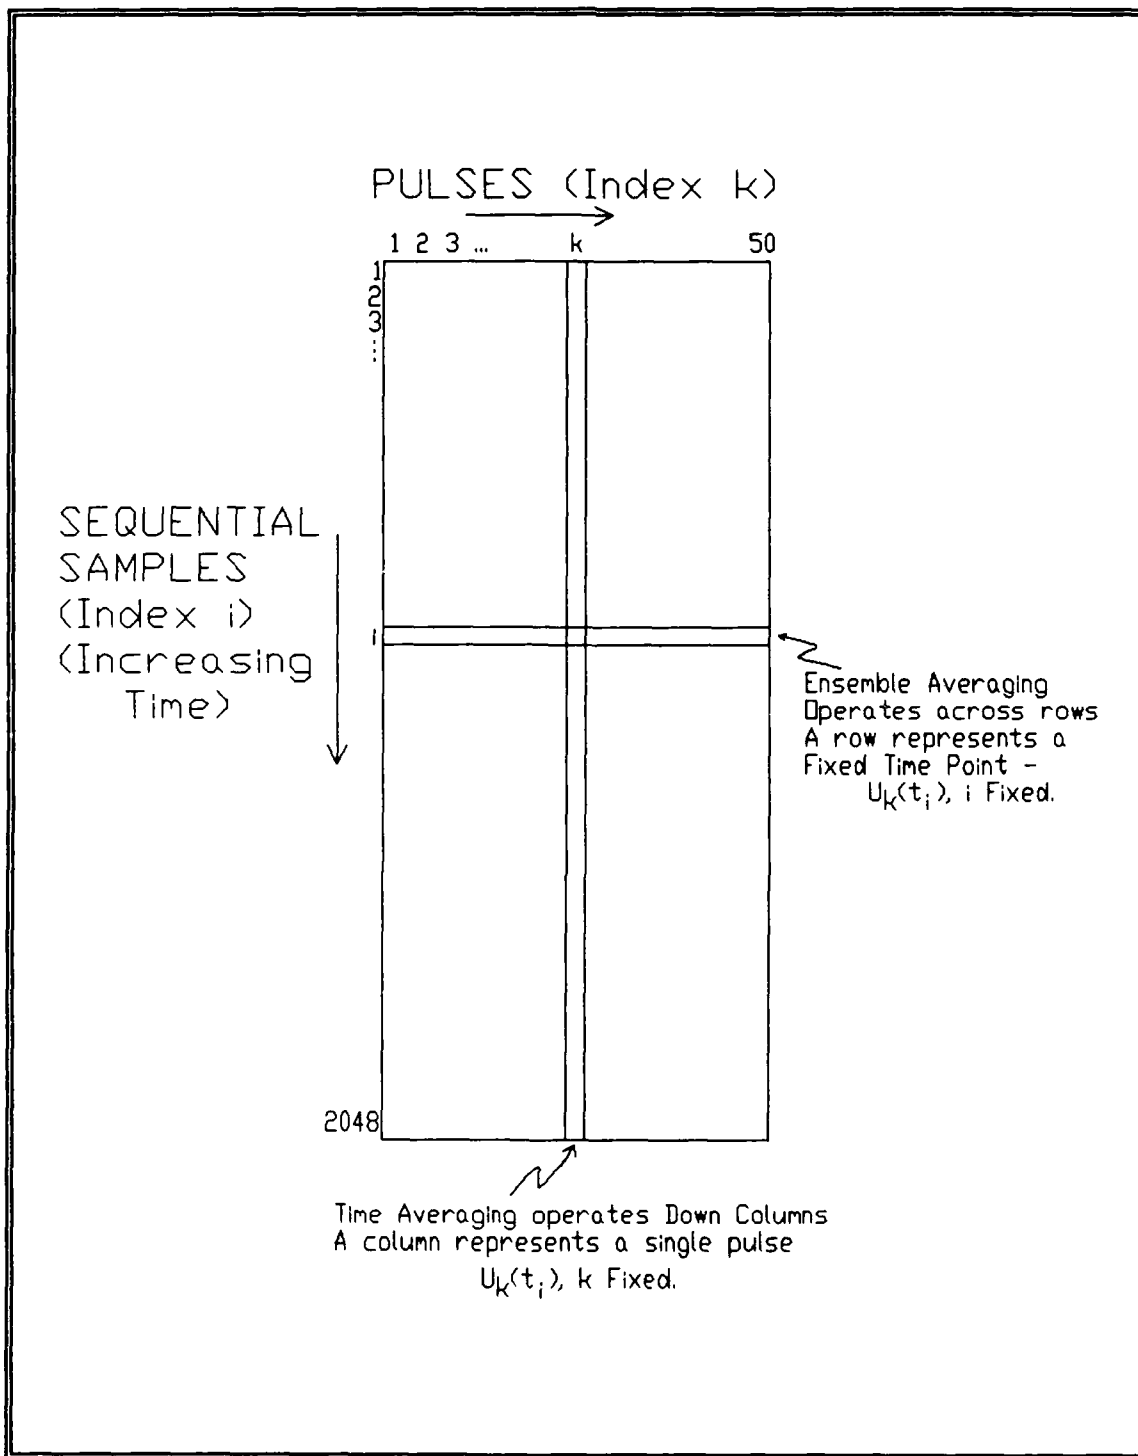 PULSES (Index k)
1 2 3 ... k 50
1
2
3
⋮
SEQUENTIAL
SAMPLES
(Index i)
(Increasing
Time)
i
Ensemble Averaging
Operates across rows
A row represents a
Fixed Time Point -
Uₖ(tᵢ), i Fixed.
2048
Time Averaging operates Down Columns
A column represents a single pulse
Uₖ(tᵢ), k Fixed.